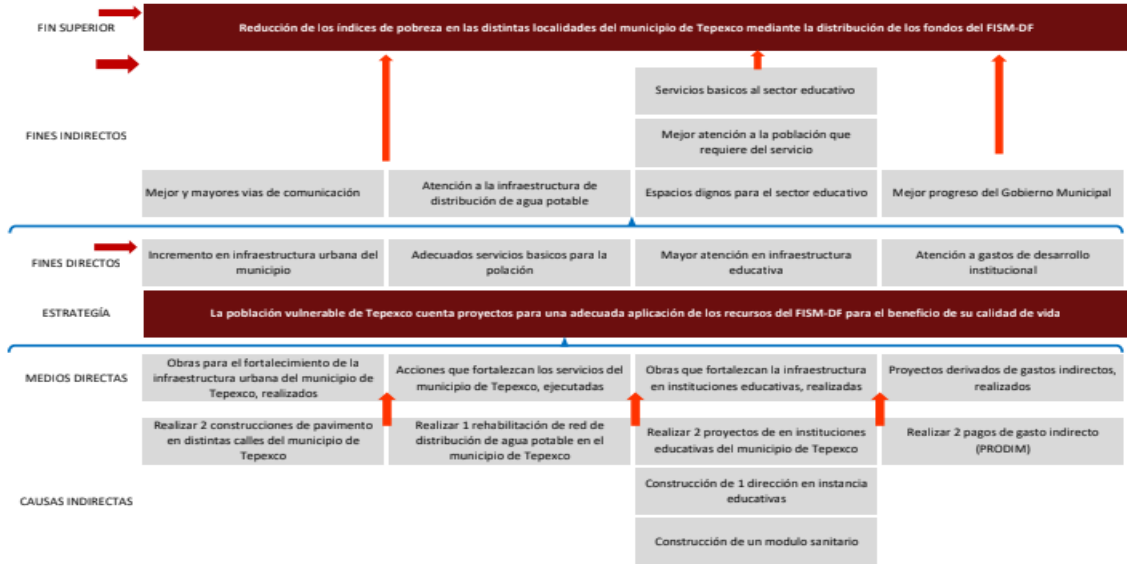 FIN SUPERIOR
Reducción de los índices de pobreza en las distintas localidades del municipio de Tepexco mediante la distribución de los fondos del FISM-DF
Servicios basicos al sector educativo
FINES INDIRECTOS
Mejor atención a la población que
requiere del servicio
Mejor y mayores vias de comunicación
Atención a la infraestructura de
distribución de agua potable
Espacios dignos para el sector educativo
Mejor progreso del Gobierno Municipal
FINES DIRECTOS
Incremento en infraestructura urbana del
municipio
Adecuados servicios basicos para la
polación
Mayor atención en infraestructura
educativa
Atención a gastos de desarrollo
institucional
ESTRATEGÍA
La población vulnerable de Tepexco cuenta proyectos para una adecuada aplicación de los recursos del FISM-DF para el beneficio de su calidad de vida
MEDIOS DIRECTAS
Obras para el fortalecimiento de la
infraestructura urbana del municipio de
Tepexco, realizados
Acciones que fortalezcan los servicios del
municipio de Tepexco, ejecutadas
Obras que fortalezcan la infraestructura
en instituciones educativas, realizadas
Proyectos derivados de gastos indirectos,
realizados
Realizar 2 construcciones de pavimento
en distintas calles del municipio de
Tepexco
Realizar 1 rehabilitación de red de
distribución de agua potable en el
municipio de Tepexco
Realizar 2 proyectos de en instituciones
educativas del municipio de Tepexco
Realizar 2 pagos de gasto indirecto
(PRODIM)
CAUSAS INDIRECTAS
Construcción de 1 dirección en instancia
educativas
Construcción de un modulo sanitario